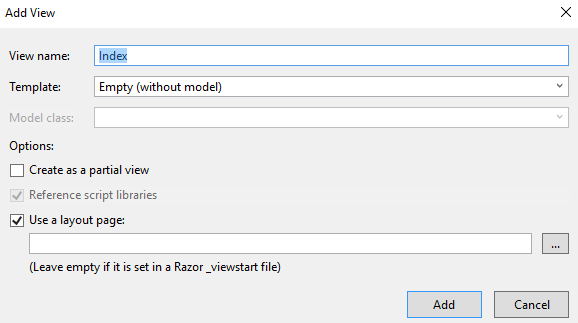 Add View
View name: Index
Template: Empty (without model)
Model class:
Options:
Create as a partial view
Reference script libraries
Use a layout page:
...
(Leave empty if it is set in a Razor _viewstart file)
Add Cancel